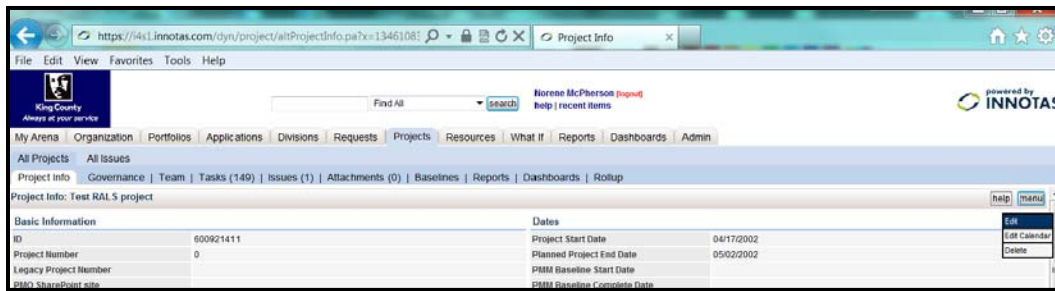 https://i4s1.innotas.com/dyn/project/altProjectInfo.pa?x=1346108
Project Info
File Edit View Favorites Tools Help
King County
Always at your service
Find All
search
Norene McPherson [logout]
help | recent items
powered by
INNOTAS
My Arena Organization Portfolios Applications Divisions Requests Projects Resources What If Reports Dashboards Admin
All Projects All Issues
Project Info Governance | Team | Tasks (149) | Issues (1) | Attachments (0) | Baselines | Reports | Dashboards | Rollup
Project Info: Test RALS project
help menu
Basic Information
Dates
Edit
Edit Calendar
Delete
ID 600921411
Project Start Date 04/17/2002
Project Number 0
Planned Project End Date 05/02/2002
Legacy Project Number
PMM Baseline Start Date
PMO SharePoint site
PMM Baseline Complete Date